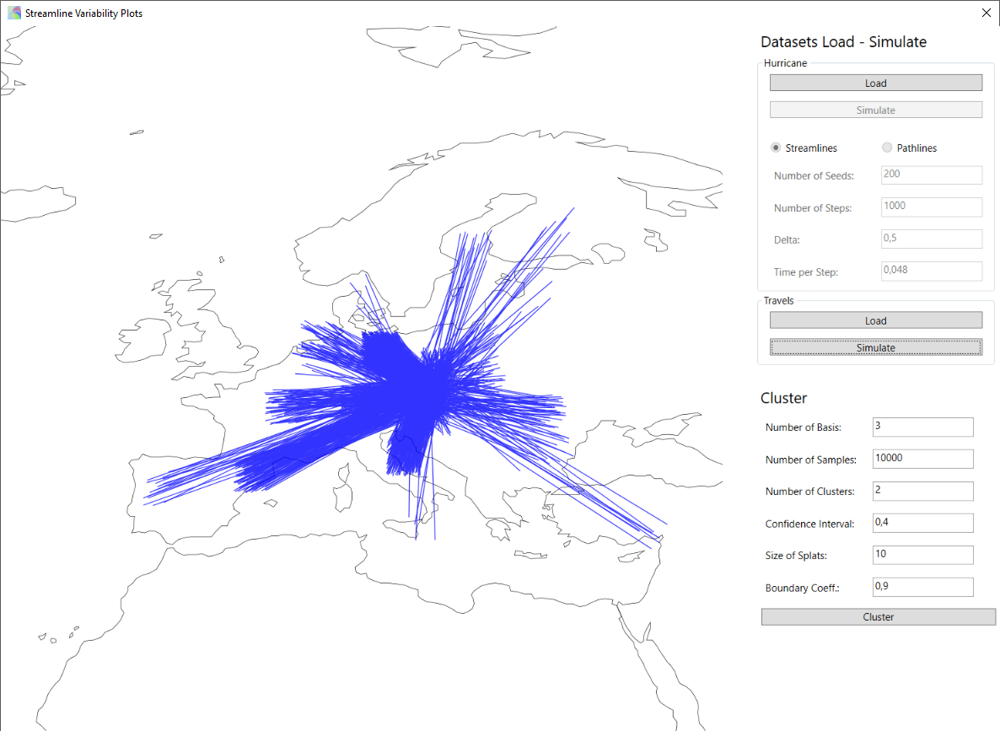 Streamline Variability Plots
Datasets Load - Simulate
Hurricane
Load
Simulate
Streamlines
Pathlines
Number of Seeds:
200
Number of Steps:
1000
Delta:
0,5
Time per Step:
0,048
Travels
Load
Simulate
Cluster
Number of Basis:
3
Number of Samples:
10000
Number of Clusters:
2
Confidence Interval:
0,4
Size of Splats:
10
Boundary Coeff.:
0,9
Cluster